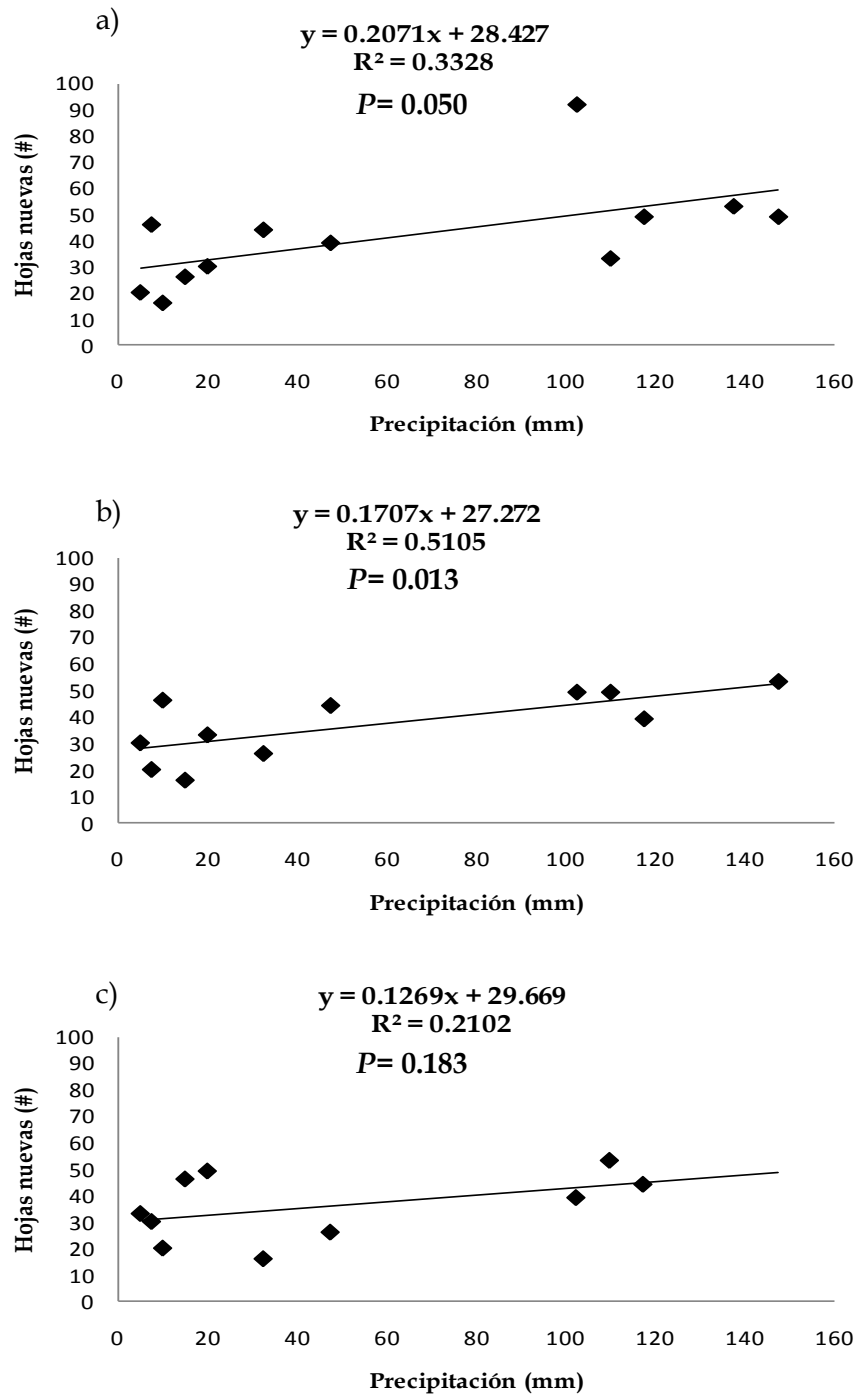 a)
y = 0.2071x + 28.427
R² = 0.3328
P= 0.050
100
90
80
70
60
50
40
30
20
10
0
Hojas nuevas (#)
0 20 40 60 80 100 120 140 160
Precipitación (mm)
b)
y = 0.1707x + 27.272
R² = 0.5105
P= 0.013
100
90
80
70
60
50
40
30
20
10
0
Hojas nuevas (#)
0 20 40 60 80 100 120 140 160
Precipitación (mm)
c)
y = 0.1269x + 29.669
R² = 0.2102
P= 0.183
100
90
80
70
60
50
40
30
20
10
0
Hojas nuevas (#)
0 20 40 60 80 100 120 140 160
Precipitación (mm)